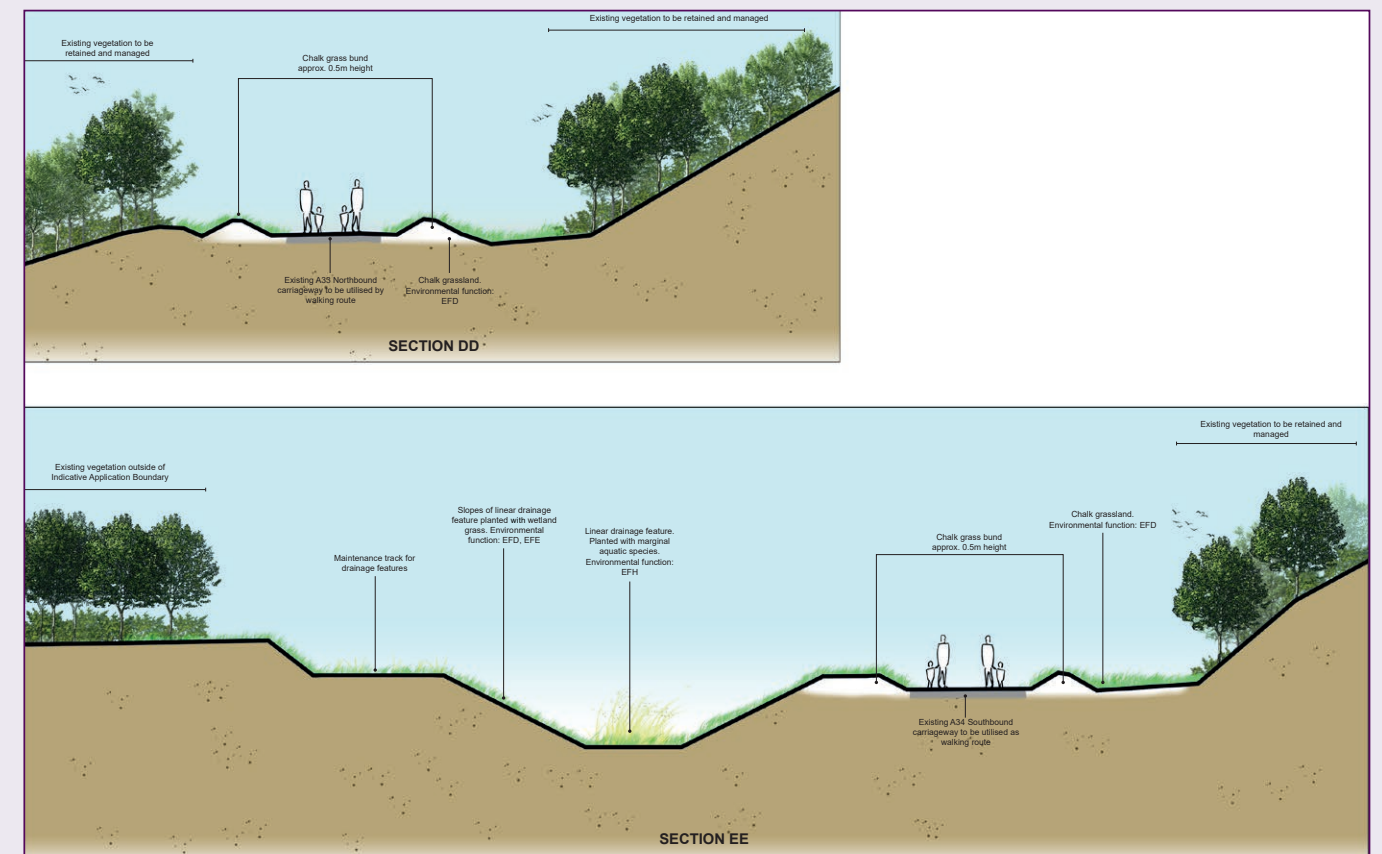 Existing vegetation to be retained and managed
Existing vegetation to be
retained and managed
Chalk grass bund
approx. 0.5m height
Existing A33 Northbound
carriageway to be utilised by
walking route
Chalk grassland.
Environmental function:
EFD
SECTION DD
Existing vegetation to be retained and
managed
Existing vegetation outside of
Indicative Application Boundary
Slopes of linear drainage
feature planted with wetland
grass. Environmental
function: EFD, EFE
Linear drainage feature.
Planted with marginal
aquatic species.
Environmental function:
EFH
Maintenance track for
drainage features
Chalk grass bund
approx. 0.5m height
Chalk grassland.
Environmental function: EFD
Existing A34 Southbound
carriageway to be utilised as
walking route
SECTION EE